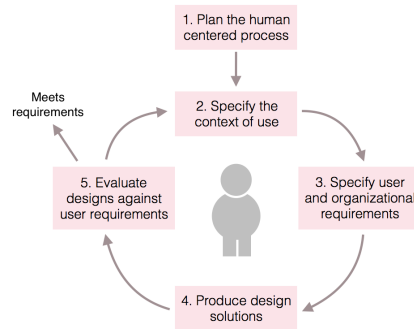 1. Plan the human
centered process
Meets
requirements
2. Specify the
context of use
5. Evaluate
designs against
user requirements
3. Specify user
and organizational
requirements
4. Produce design
solutions